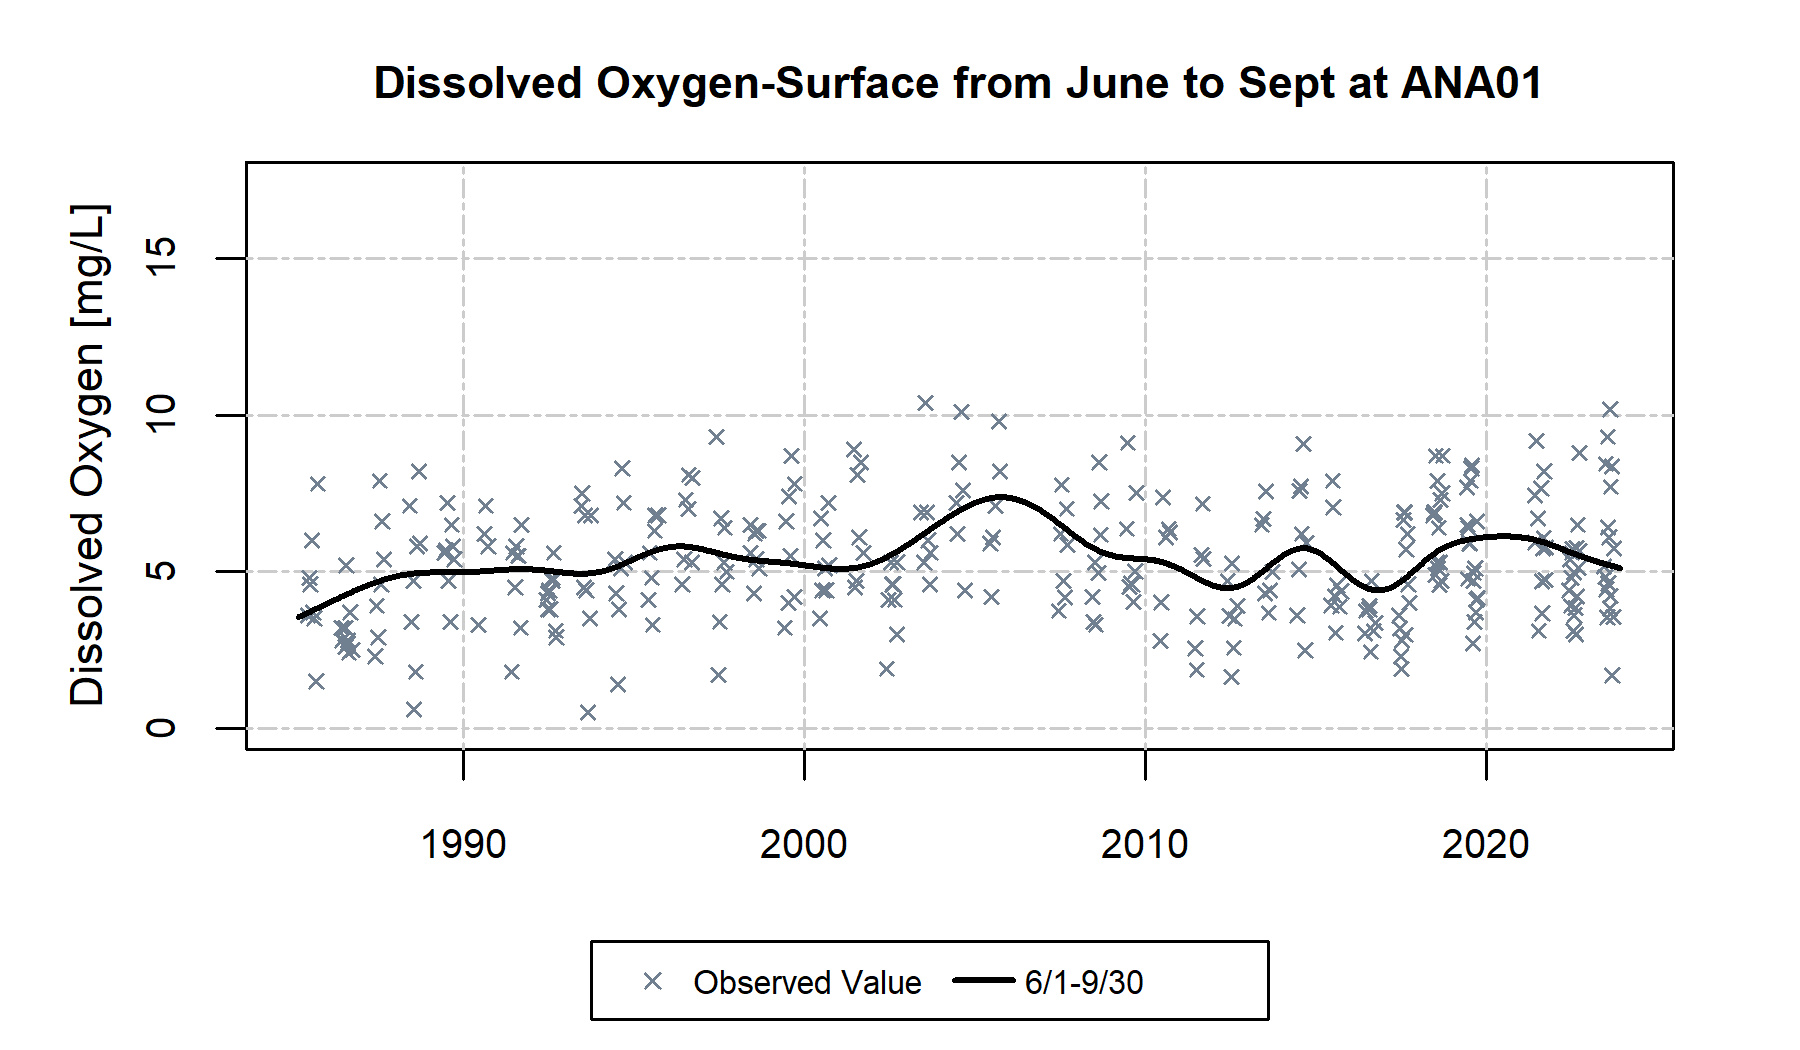 Dissolved Oxygen-Surface from June to Sept at ANA01
Dissolved Oxygen [mg/L]
15
10
5
0
1990 2000 2010 2020
Observed Value 6/1-9/30